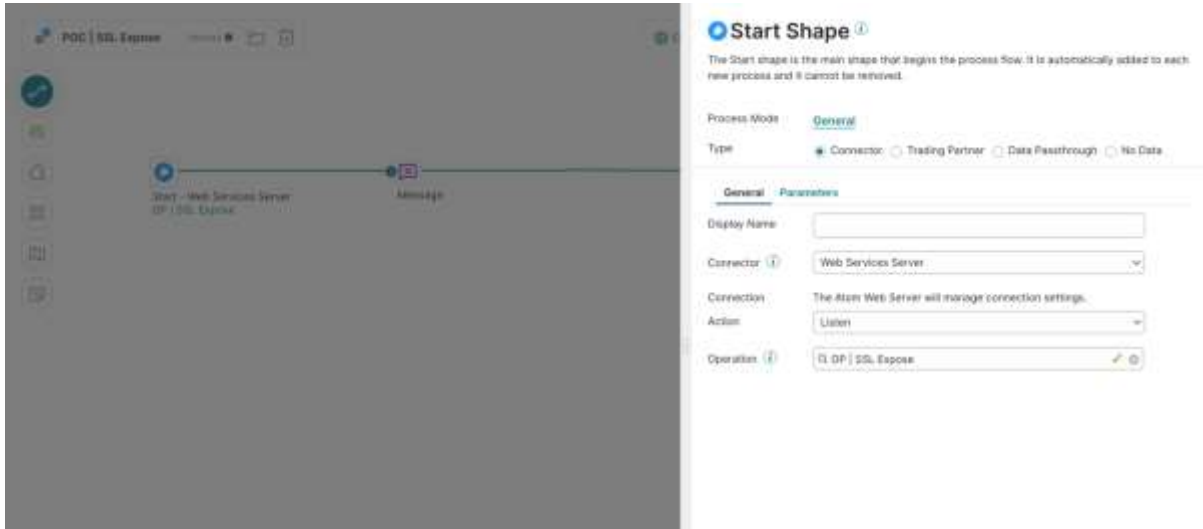 POC | SSL Expose
Start - Web Services Server
OP | SSL Expose
Message
Start Shape
The Start shape is the main shape that begins the process flow. It is automatically added to each
new process and it cannot be removed.
Process Mode General
Type Connector Trading Partner Data Passthrough No Data
General Parameters
Display Name
Connector Web Services Server
Connection The Atom Web Server will manage connection settings.
Action Listen
Operation OP | SSL Expose